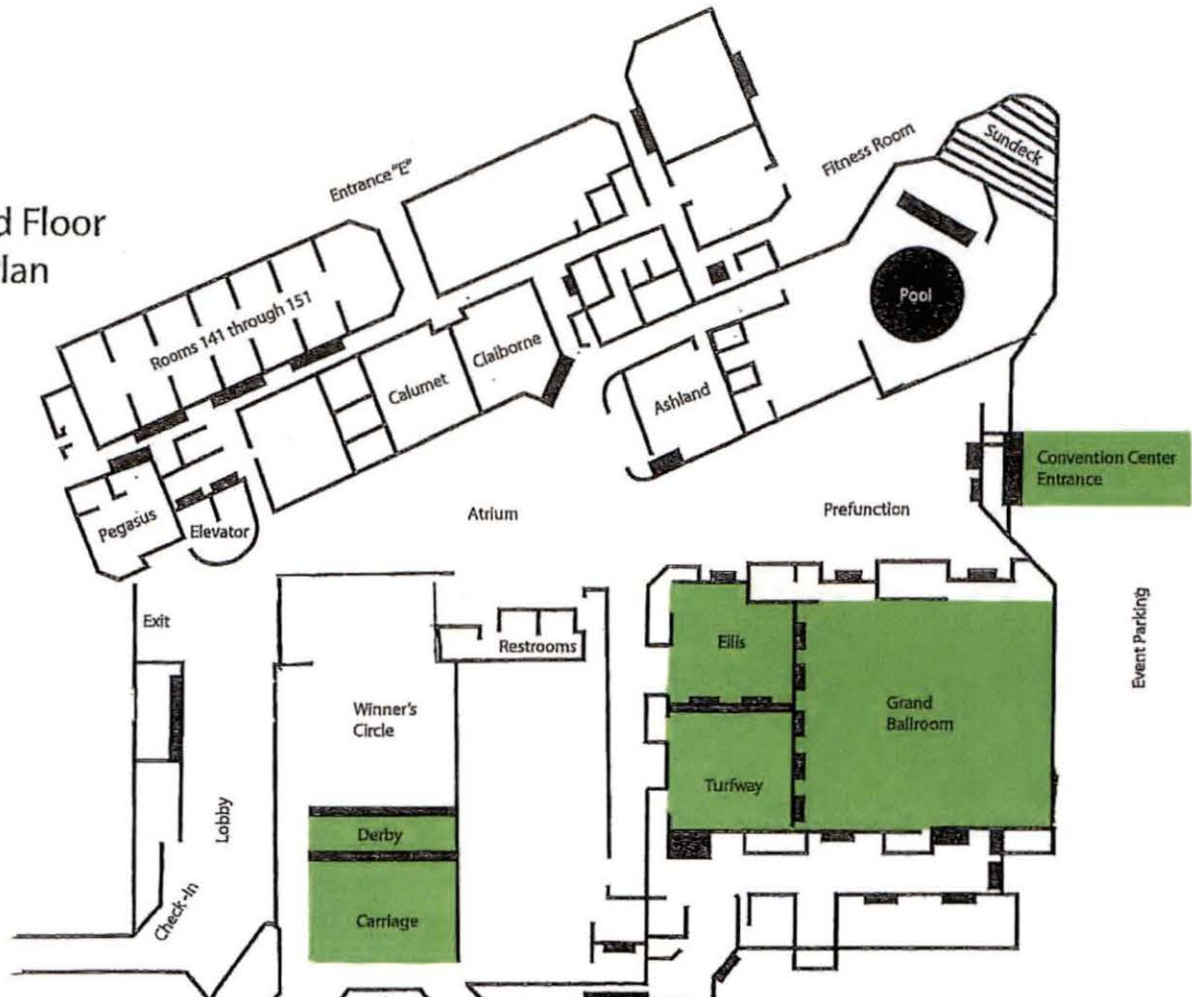 d Floor
lan
Entrance "E"
Fitness Room
Sundeck
Rooms 141 through 151
Pool
Claiborne
Calumet
Ashland
Convention Center
Entrance
Pegasus
Elevator
Atrium
Prefunction
Exit
Restrooms
Ellis
Event Parking
Winner's
Circle
Grand
Ballroom
Turfway
Lobby
Derby
Check-In
Carriage